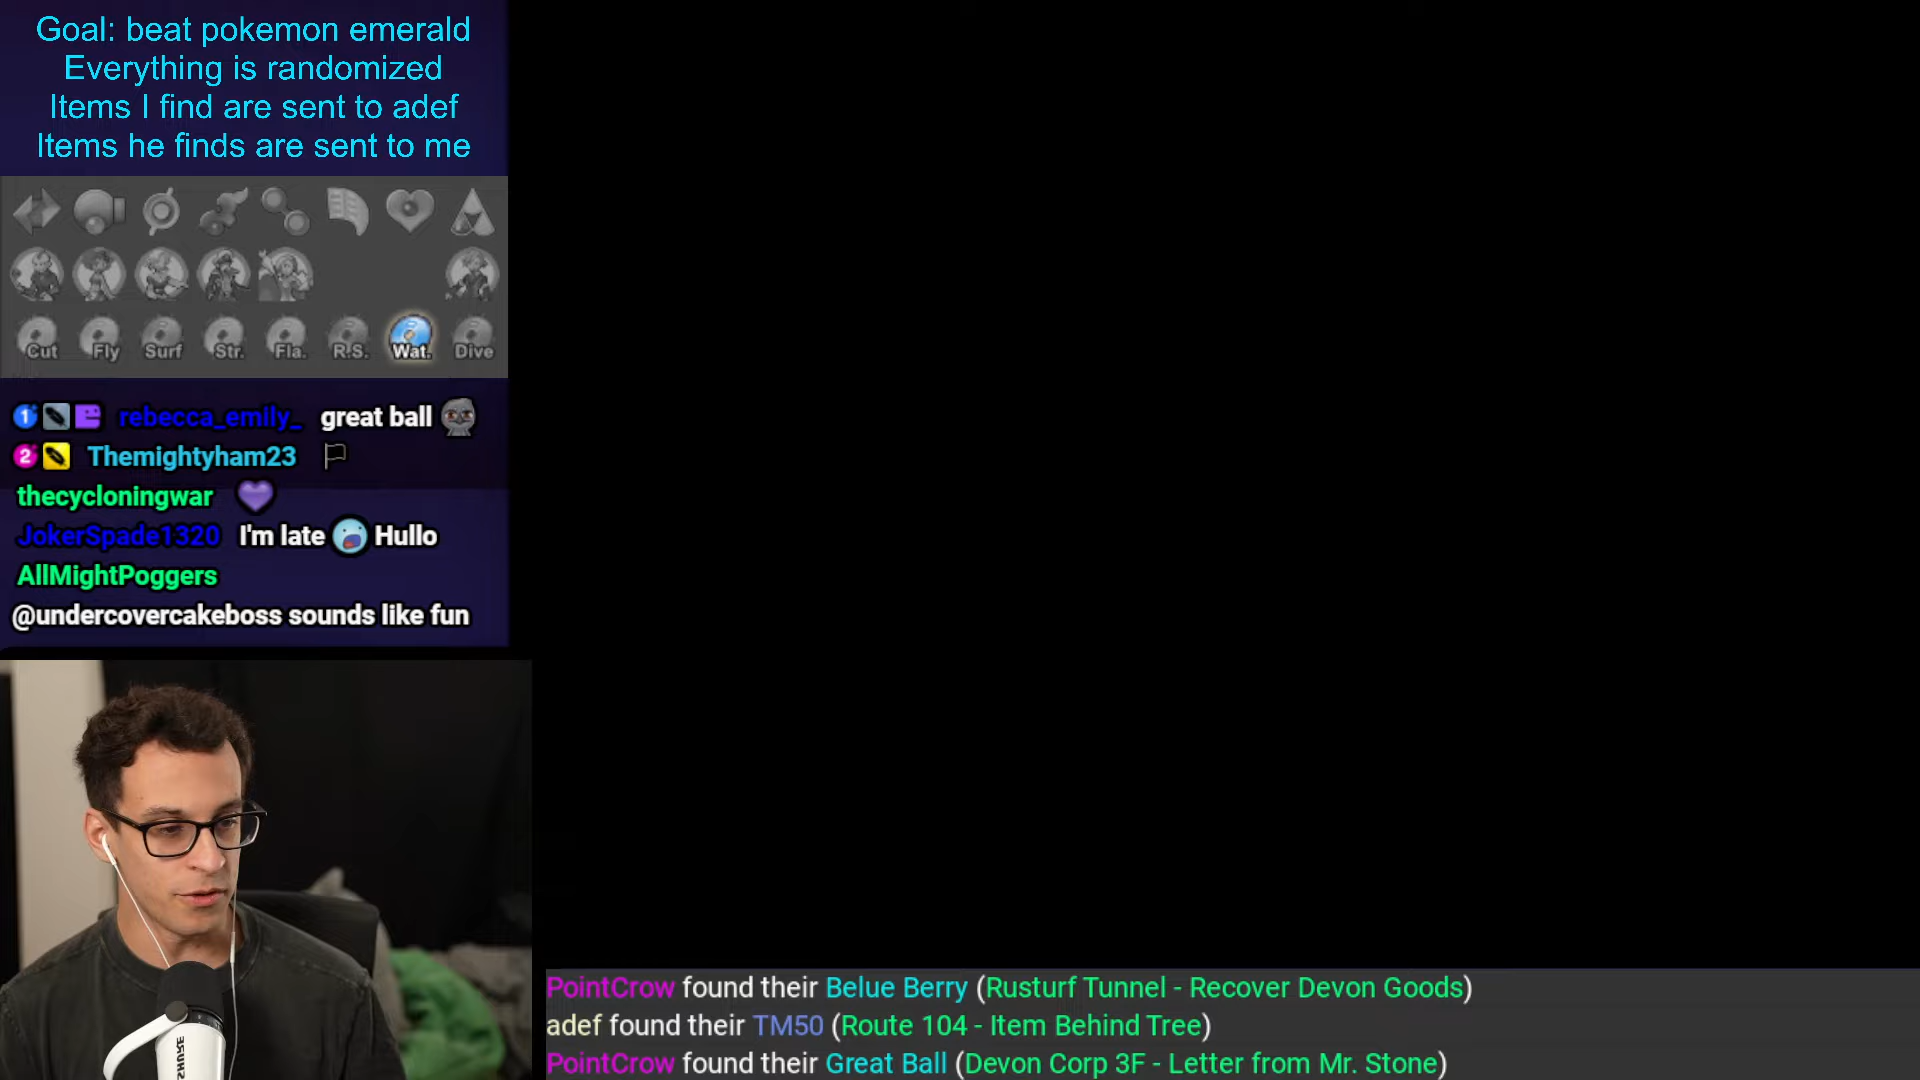 Goal: beat pokemon emerald
Everything is randomized
Items I find are sent to adef
Items he finds are sent to me
Cut Fly Surf Str. Fla. R.S. Wat. Dive
1 rebecca_emily_ great ball
2 Themightyham23
thecycloningwar
JokerSpade1320 I'm late Hullo
AllMightPoggers
@undercovercakeboss sounds like fun
SHURE
PointCrow found their Belue Berry (Rusturf Tunnel - Recover Devon Goods)
adef found their TM50 (Route 104 - Item Behind Tree)
PointCrow found their Great Ball (Devon Corp 3F - Letter from Mr. Stone)